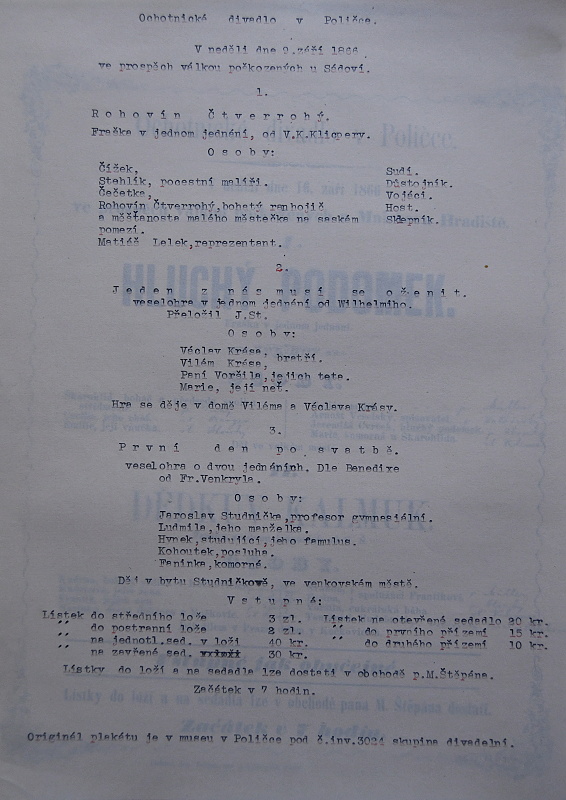 Ochotnické divadlo v Poličce.
V neděli dne 9.září 1866
ve prospěch válkou poškozených u Sádové.
1.
Rohovín Čtverrohý.
Fraška v jednom jednání, od V.K.Klicpery.
Osoby:
Čížek,
Stehlík, pocestní malíři.
Čečetka,
Rohovín Čtverrohý,bohatý
a měšťanosta malého městečka na saském
pomezí.
Matiáš Lelek,reprezentant.
Sudí.
Důstojník.
Vojáci.
Host.
Sklepník.
2.
Jeden z nás musí se oženit.
veselohra v jednom jednání od Wilhelmiho.
Přeložil J.St.
Osoby:
Václav Krása,
Vilém Krása, bratři.
Paní Voršila,jejich teta.
Marie, její neť.
Hra se děje v domě Viléma a Václava Krásy.
3.
První den po svatbě.
veselohra o dvou jednáních. Dle Benedixe
od Fr.Venkryla.
Osoby:
Jaroslav Studnička,profesor gymnasiální.
Ludmila,jeho manželka.
Hynek,studující,jeho famulus.
Kohoutek,posluha.
Faninka,komorná.
Děj v bytu Studničkově, ve venkovském městě.
Vstupné:
Lístek do středního lože 3 zl. Lístek na otevřené sedadlo 20 kr.
,, do postranní lože 2 zl. ,, do prvního přízemí 15 kr.
,, na jednotl.sed. v loži 40 kr. ,, do druhého přízemí 10 kr.
,, na zavřené sed. 30 kr.
Lístky do loží a na sedadla lze dostati v obchodě p.M.Štěpána.
Začátek v 7 hodin.
Originál plakátu je v museu v Poličce pod č.inv.3024 skupina divadelní.